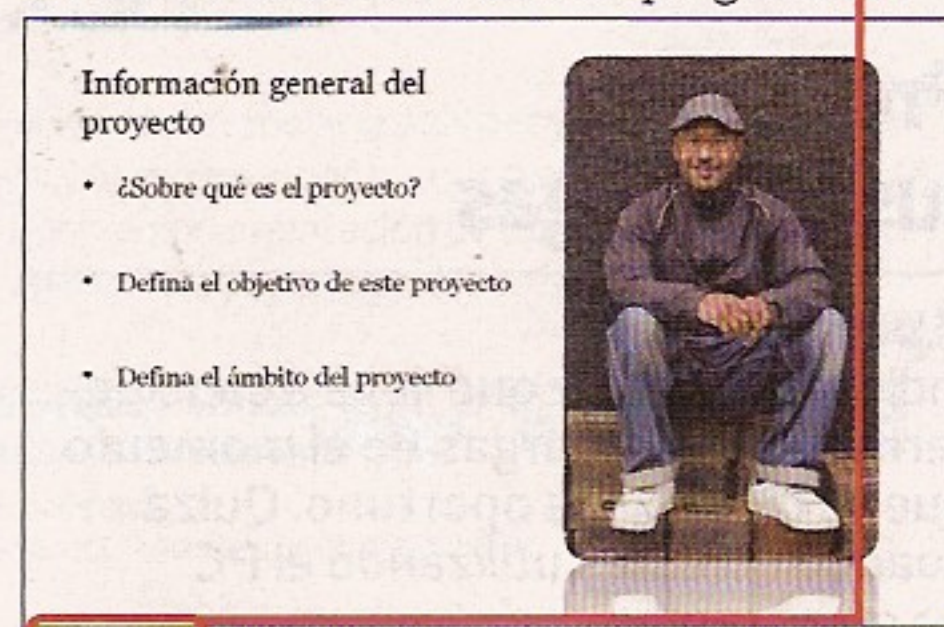 Información general del
proyecto
• ¿Sobre qué es el proyecto?
• Defina el objetivo de este proyecto
• Defina el ámbito del proyecto